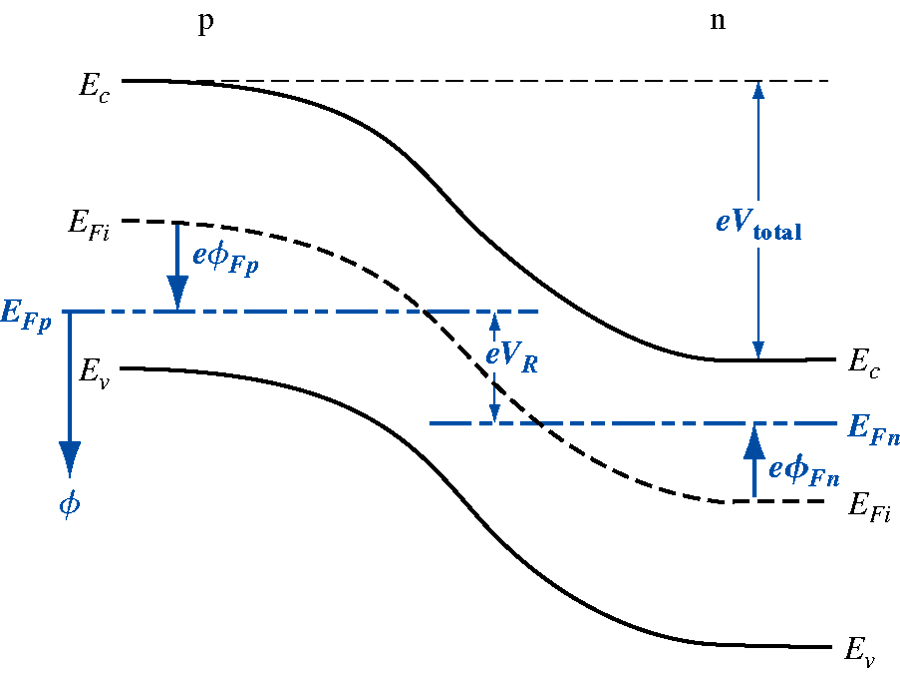 p n
E_c
eV_total
E_Fi
eϕ_Fp
E_Fp
eV_R
E_v
E_c
E_Fn
eϕ_Fn
ϕ
E_Fi
E_v